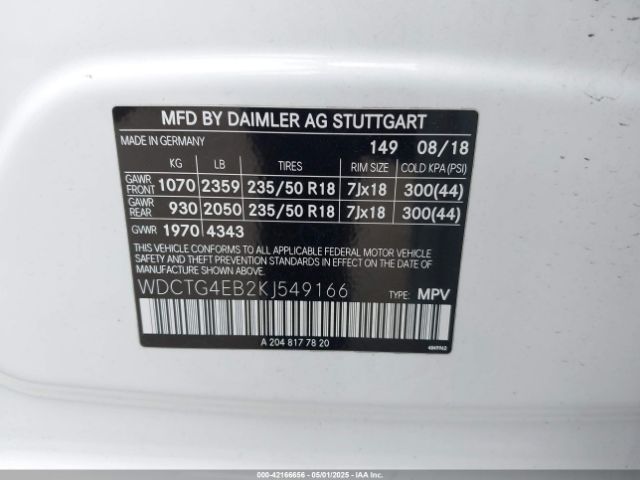 MFD BY DAIMLER AG STUTTGART
MADE IN GERMANY 149 08/18
KG LB TIRES RIM SIZE COLD KPA (PSI)
GAWR FRONT 1070 2359 235/50 R18 7Jx18 300(44)
GAWR REAR 930 2050 235/50 R18 7Jx18 300(44)
GVWR 1970 4343
THIS VEHICLE CONFORMS TO ALL APPLICABLE FEDERAL MOTOR VEHICLE
SAFETY AND THEFT PREVENTION STANDARDS IN EFFECT ON THE DATE OF
MANUFACTURE SHOWN ABOVE.
WDCTG4EB2KJ549166 TYPE: MPV
A 204 817 78 20
000-42166656 - 05/01/2025 - COPYRIGHT IAA